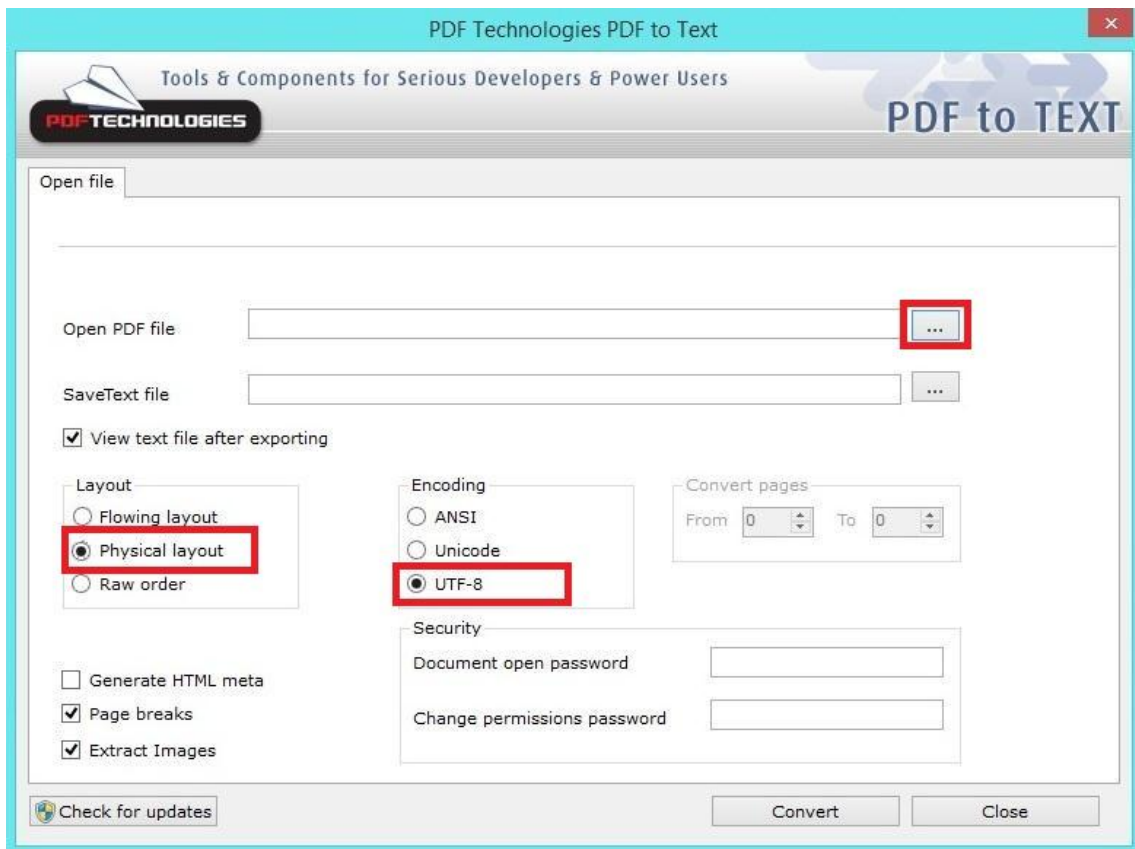 PDF Technologies PDF to Text
Tools & Components for Serious Developers & Power Users
PDFTECHNOLOGIES
PDF to TEXT
Open file
Open PDF file
...
SaveText file
...
View text file after exporting
Layout
Flowing layout
Physical layout
Raw order
Encoding
ANSI
Unicode
UTF-8
Convert pages
From 0 To 0
Security
Document open password
Change permissions password
Generate HTML meta
Page breaks
Extract Images
Check for updates
Convert
Close